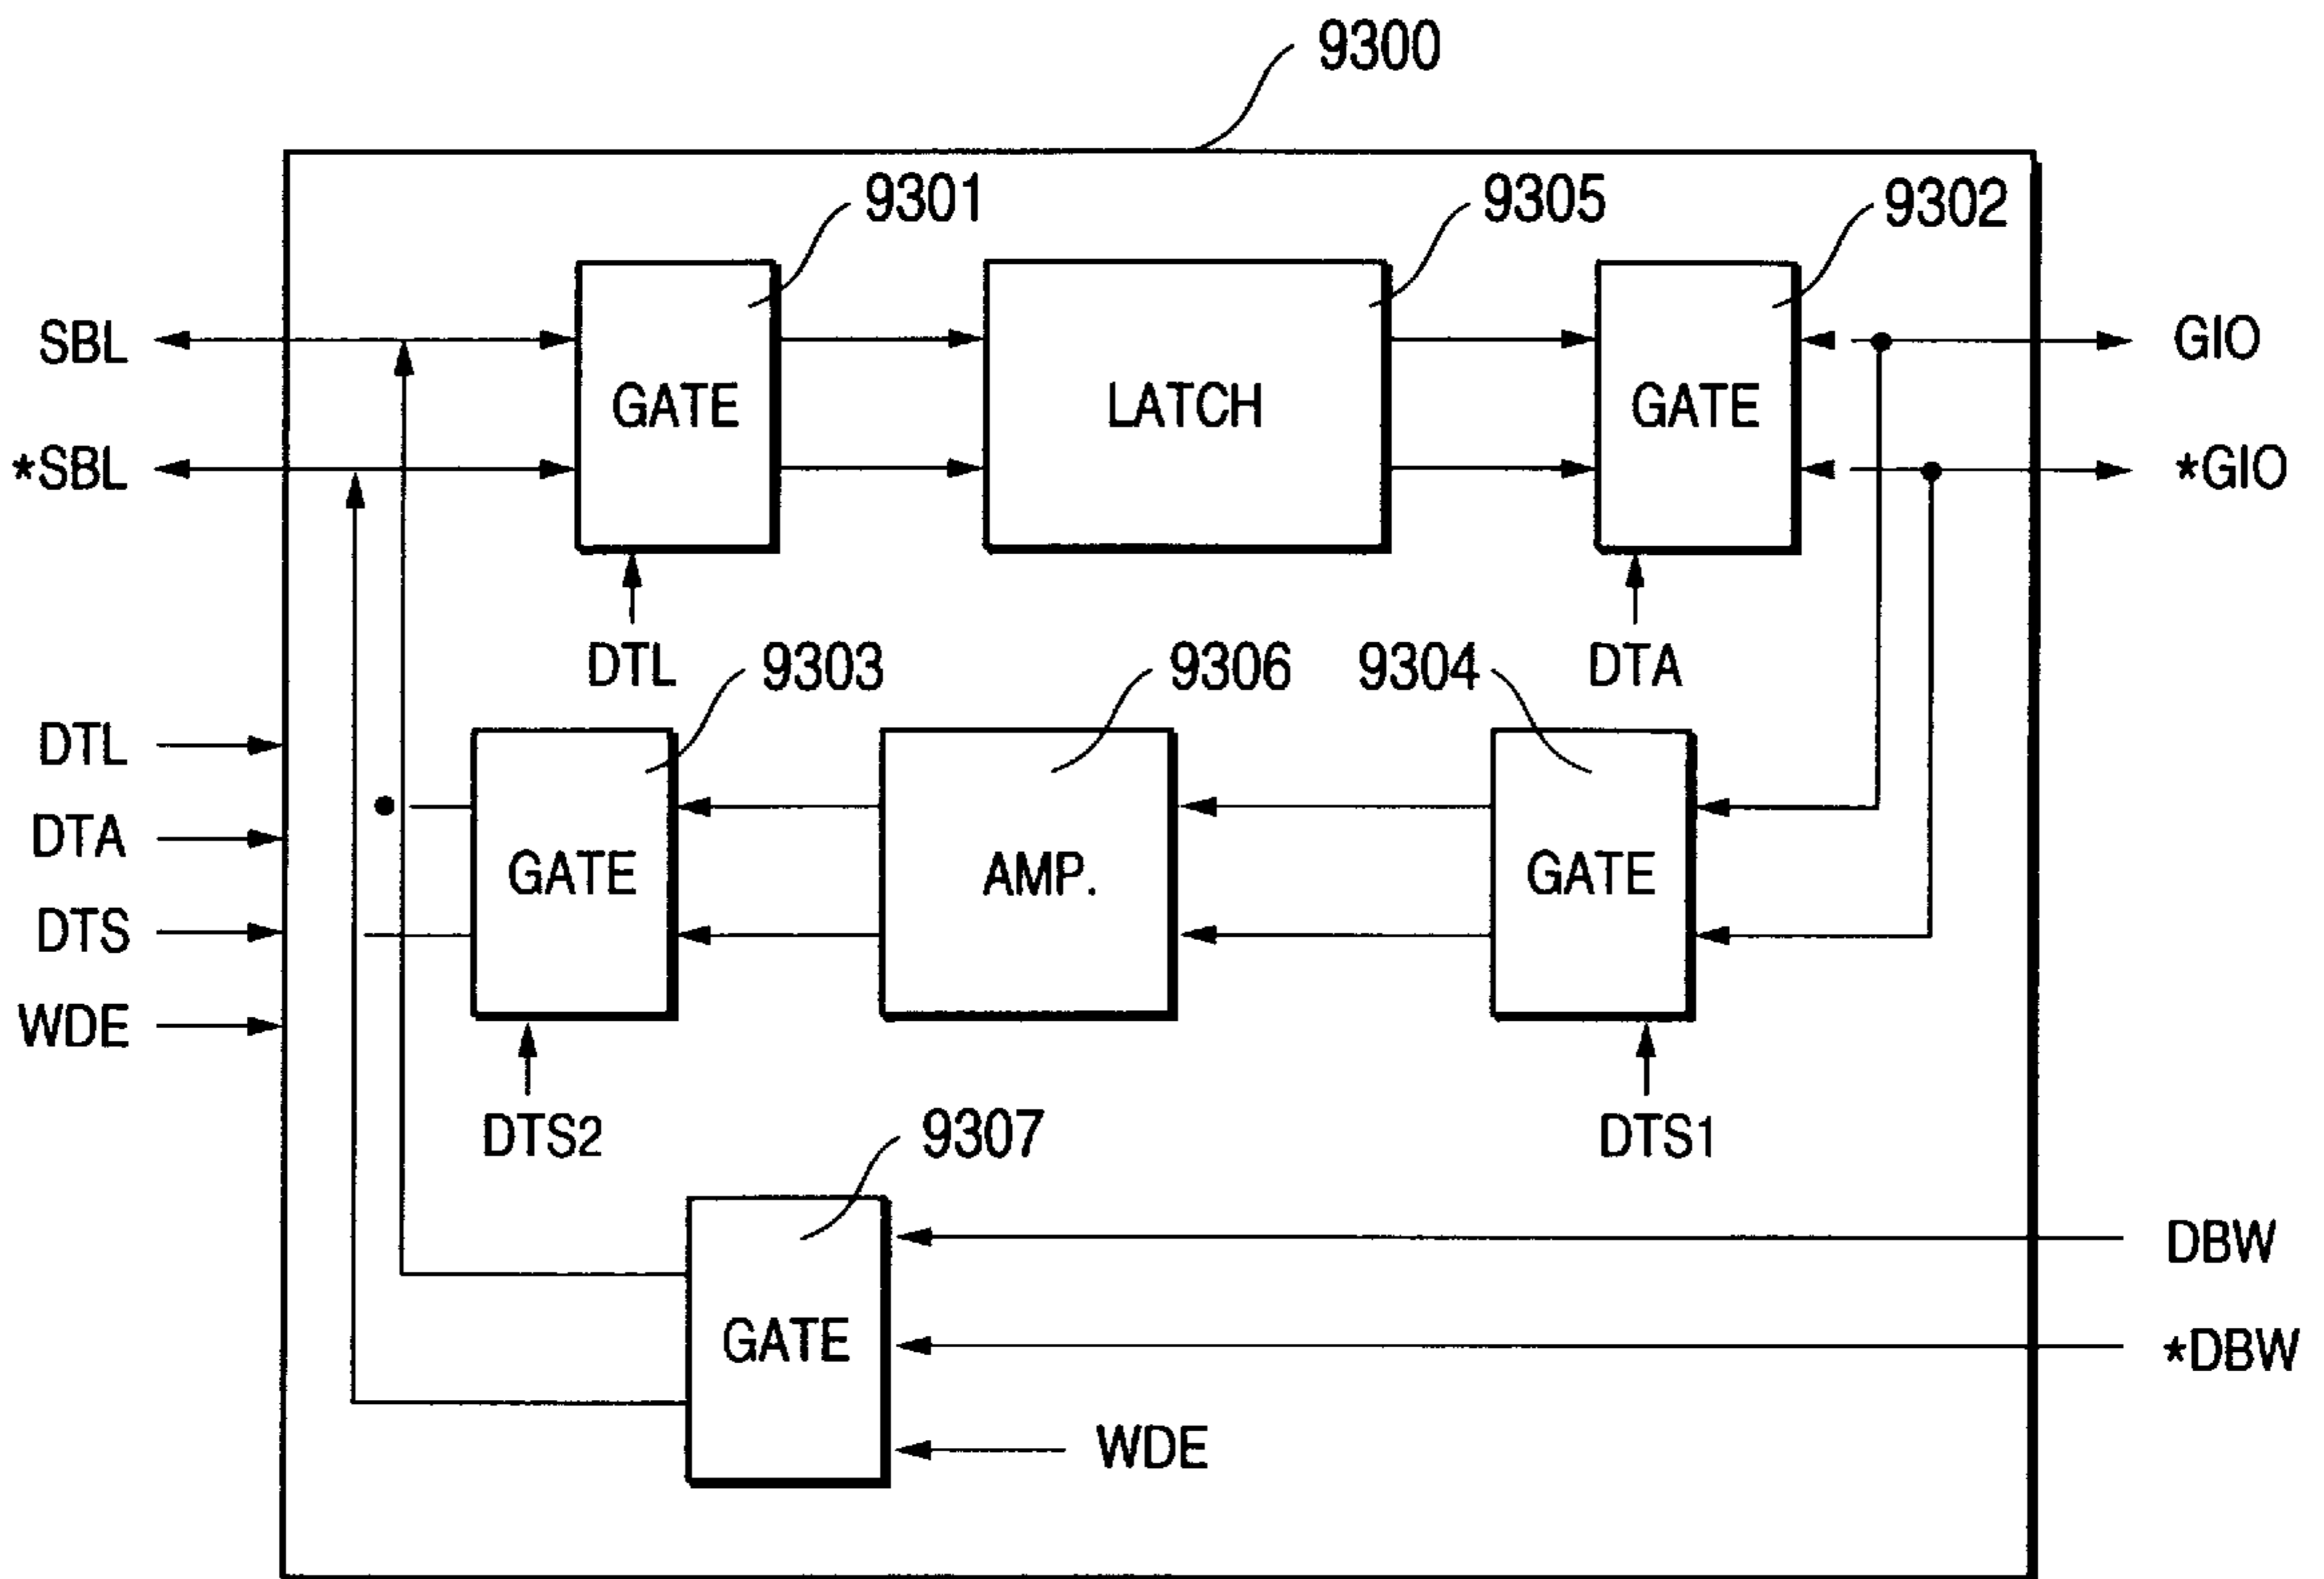 9300
9301
9305
9302
SBL
GATE
LATCH
GATE
GIO
*SBL
*GIO
DTL
9303
9306
9304
DTA
DTL
DTA
GATE
AMP.
GATE
DTS
WDE
DTS2
9307
DTS1
DBW
GATE
*DBW
WDE